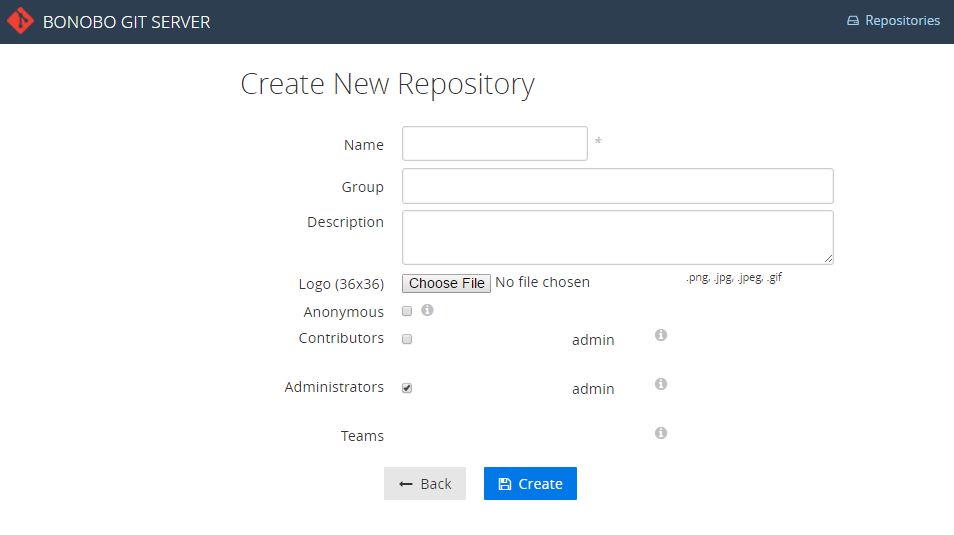 BONOBO GIT SERVER
Repositories
Create New Repository
Name *
Group
Description
Logo (36x36) Choose File No file chosen .png, .jpg, .jpeg, .gif
Anonymous
Contributors admin
Administrators admin
Teams
Back Create